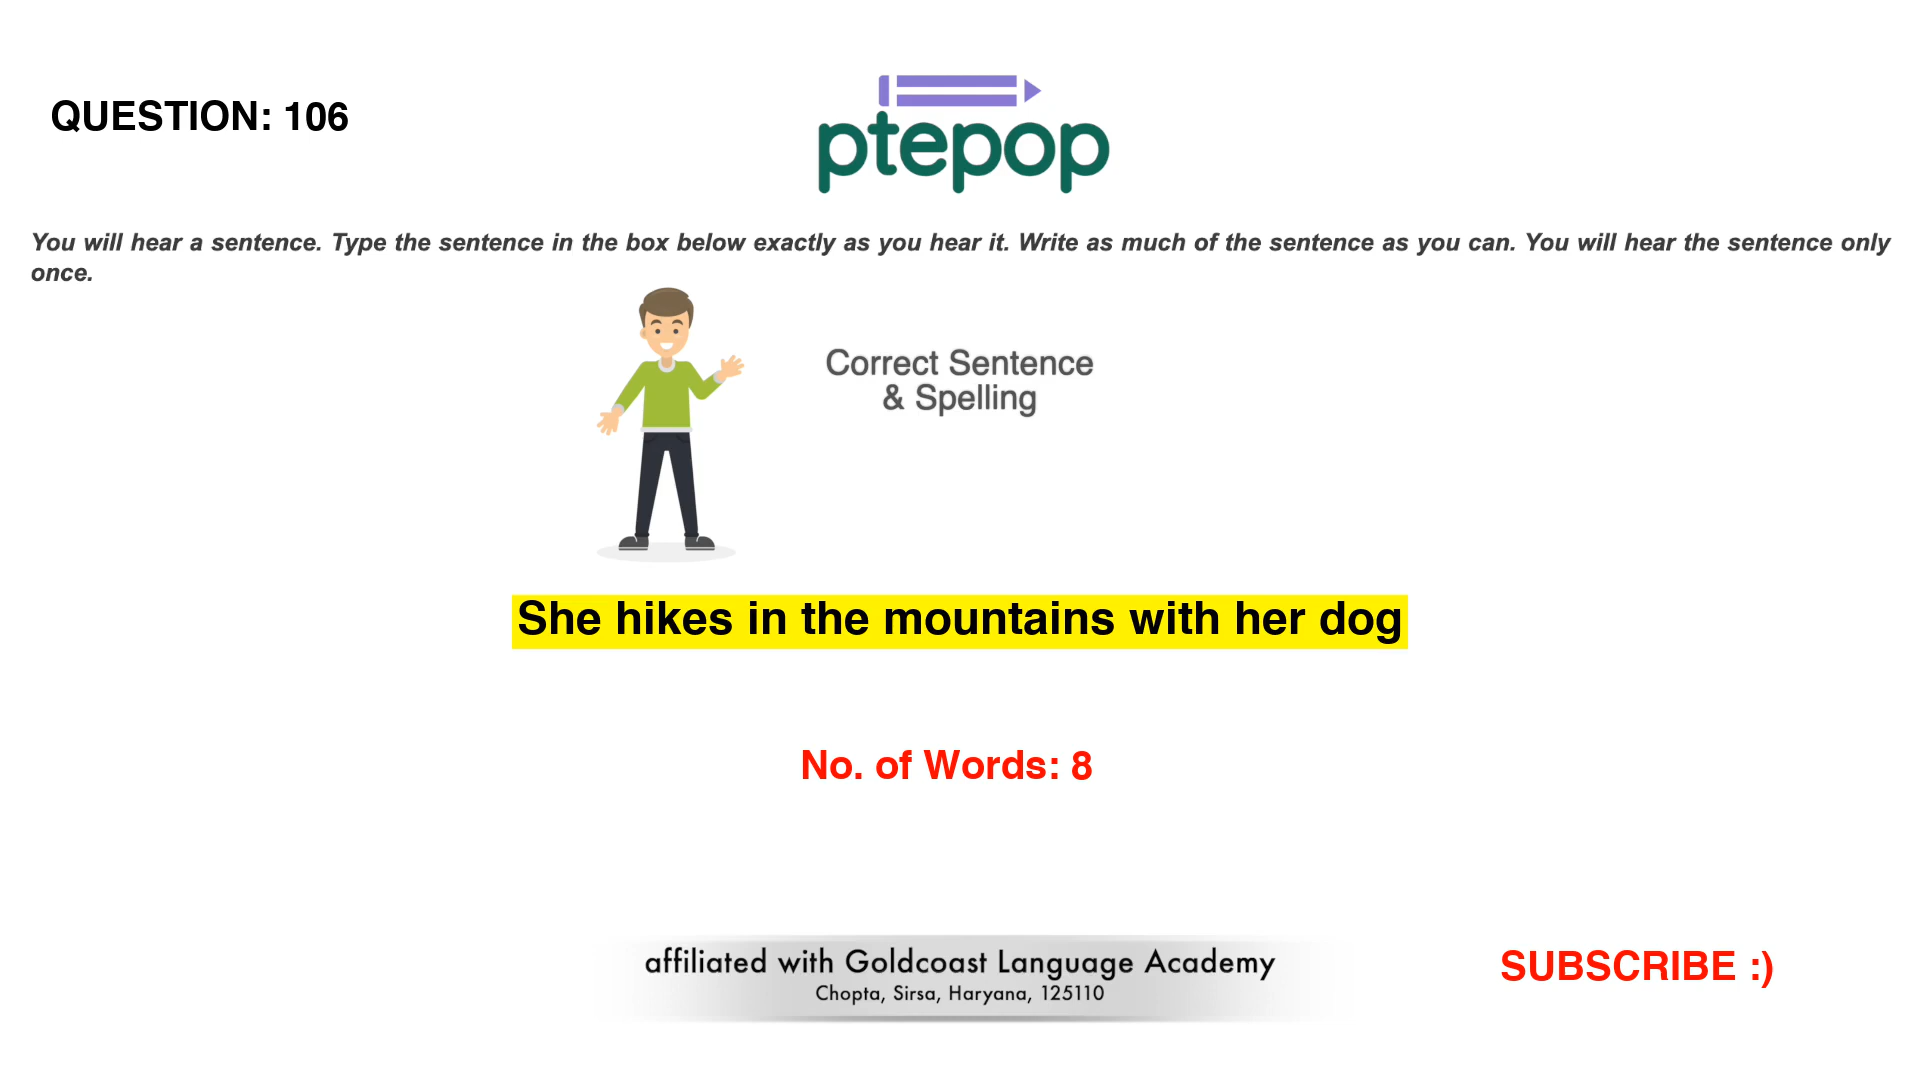 QUESTION: 106
ptepop
You will hear a sentence. Type the sentence in the box below exactly as you hear it. Write as much of the sentence as you can. You will hear the sentence only
once.
Correct Sentence
& Spelling
She hikes in the mountains with her dog
No. of Words: 8
affiliated with Goldcoast Language Academy
Chopta, Sirsa, Haryana, 125110
SUBSCRIBE :)